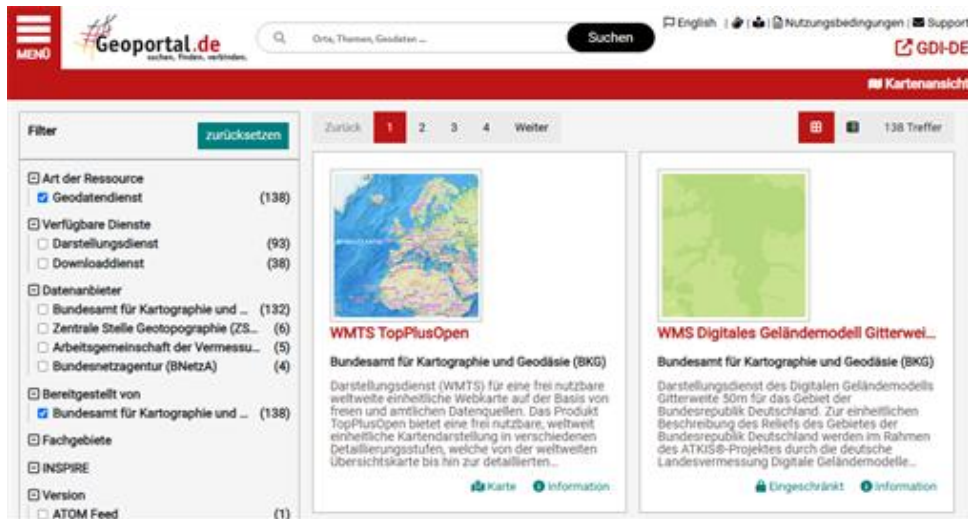 English
Nutzungsbedingungen
Support
MENÜ
Geoportal.de
suchen, finden, verbinden.
Orte, Themen, Geodaten ...
Suchen
GDI-DE
Kartenansicht
Filter
zurücksetzen
Zurück 1 2 3 4 Weiter
138 Treffer
Art der Ressource
Geodatendienst (138)
Verfügbare Dienste
Darstellungsdienst (93)
Downloaddienst (38)
Datenanbieter
Bundesamt für Kartographie und ... (132)
Zentrale Stelle Geotopographie (ZS... (6)
Arbeitsgemeinschaft der Vermessu... (5)
Bundesnetzagentur (BNetzA) (4)
Bereitgestellt von
Bundesamt für Kartographie und ... (138)
Fachgebiete
INSPIRE
Version
ATOM Feed (1)
WMTS TopPlusOpen
Bundesamt für Kartographie und Geodäsie (BKG)
Darstellungsdienst (WMTS) für eine frei nutzbare
weltweite einheitliche Webkarte auf der Basis von
freien und amtlichen Datenquellen. Das Produkt
TopPlusOpen bietet eine frei nutzbare, weltweit
einheitliche Kartendarstellung in verschiedenen
Detaillierungsstufen, welche von der weltweiten
Übersichtskarte bis hin zur detaillierten...
Karte Information
WMS Digitales Geländemodell Gitterwei...
Bundesamt für Kartographie und Geodäsie (BKG)
Darstellungsdienst des Digitalen Geländemodells
Gitterweite 50m für das Gebiet der
Bundesrepublik Deutschland. Zur einheitlichen
Beschreibung des Reliefs des Gebietes der
Bundesrepublik Deutschland werden im Rahmen
des ATKIS®-Projektes durch die deutsche
Landesvermessung Digitale Geländemodelle...
Eingeschränkt Information